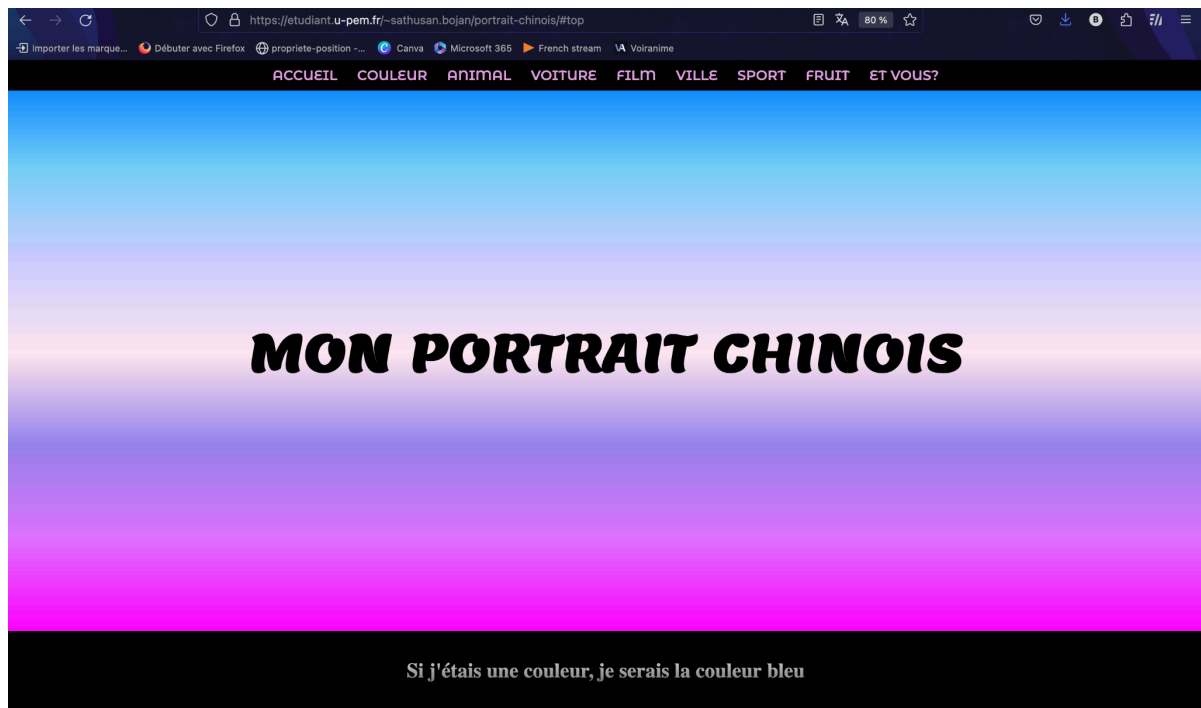 https://etudiant.u-pem.fr/~sathusan.bojan/portrait-chinois/#top 80 %
Importer les marque... Débuter avec Firefox propriete-position -... Canva Microsoft 365 French stream Voiranime
ACCUEIL COULEUR ANIMAL VOITURE FILM VILLE SPORT FRUIT ET VOUS?
MON PORTRAIT CHINOIS
Si j'étais une couleur, je serais la couleur bleu